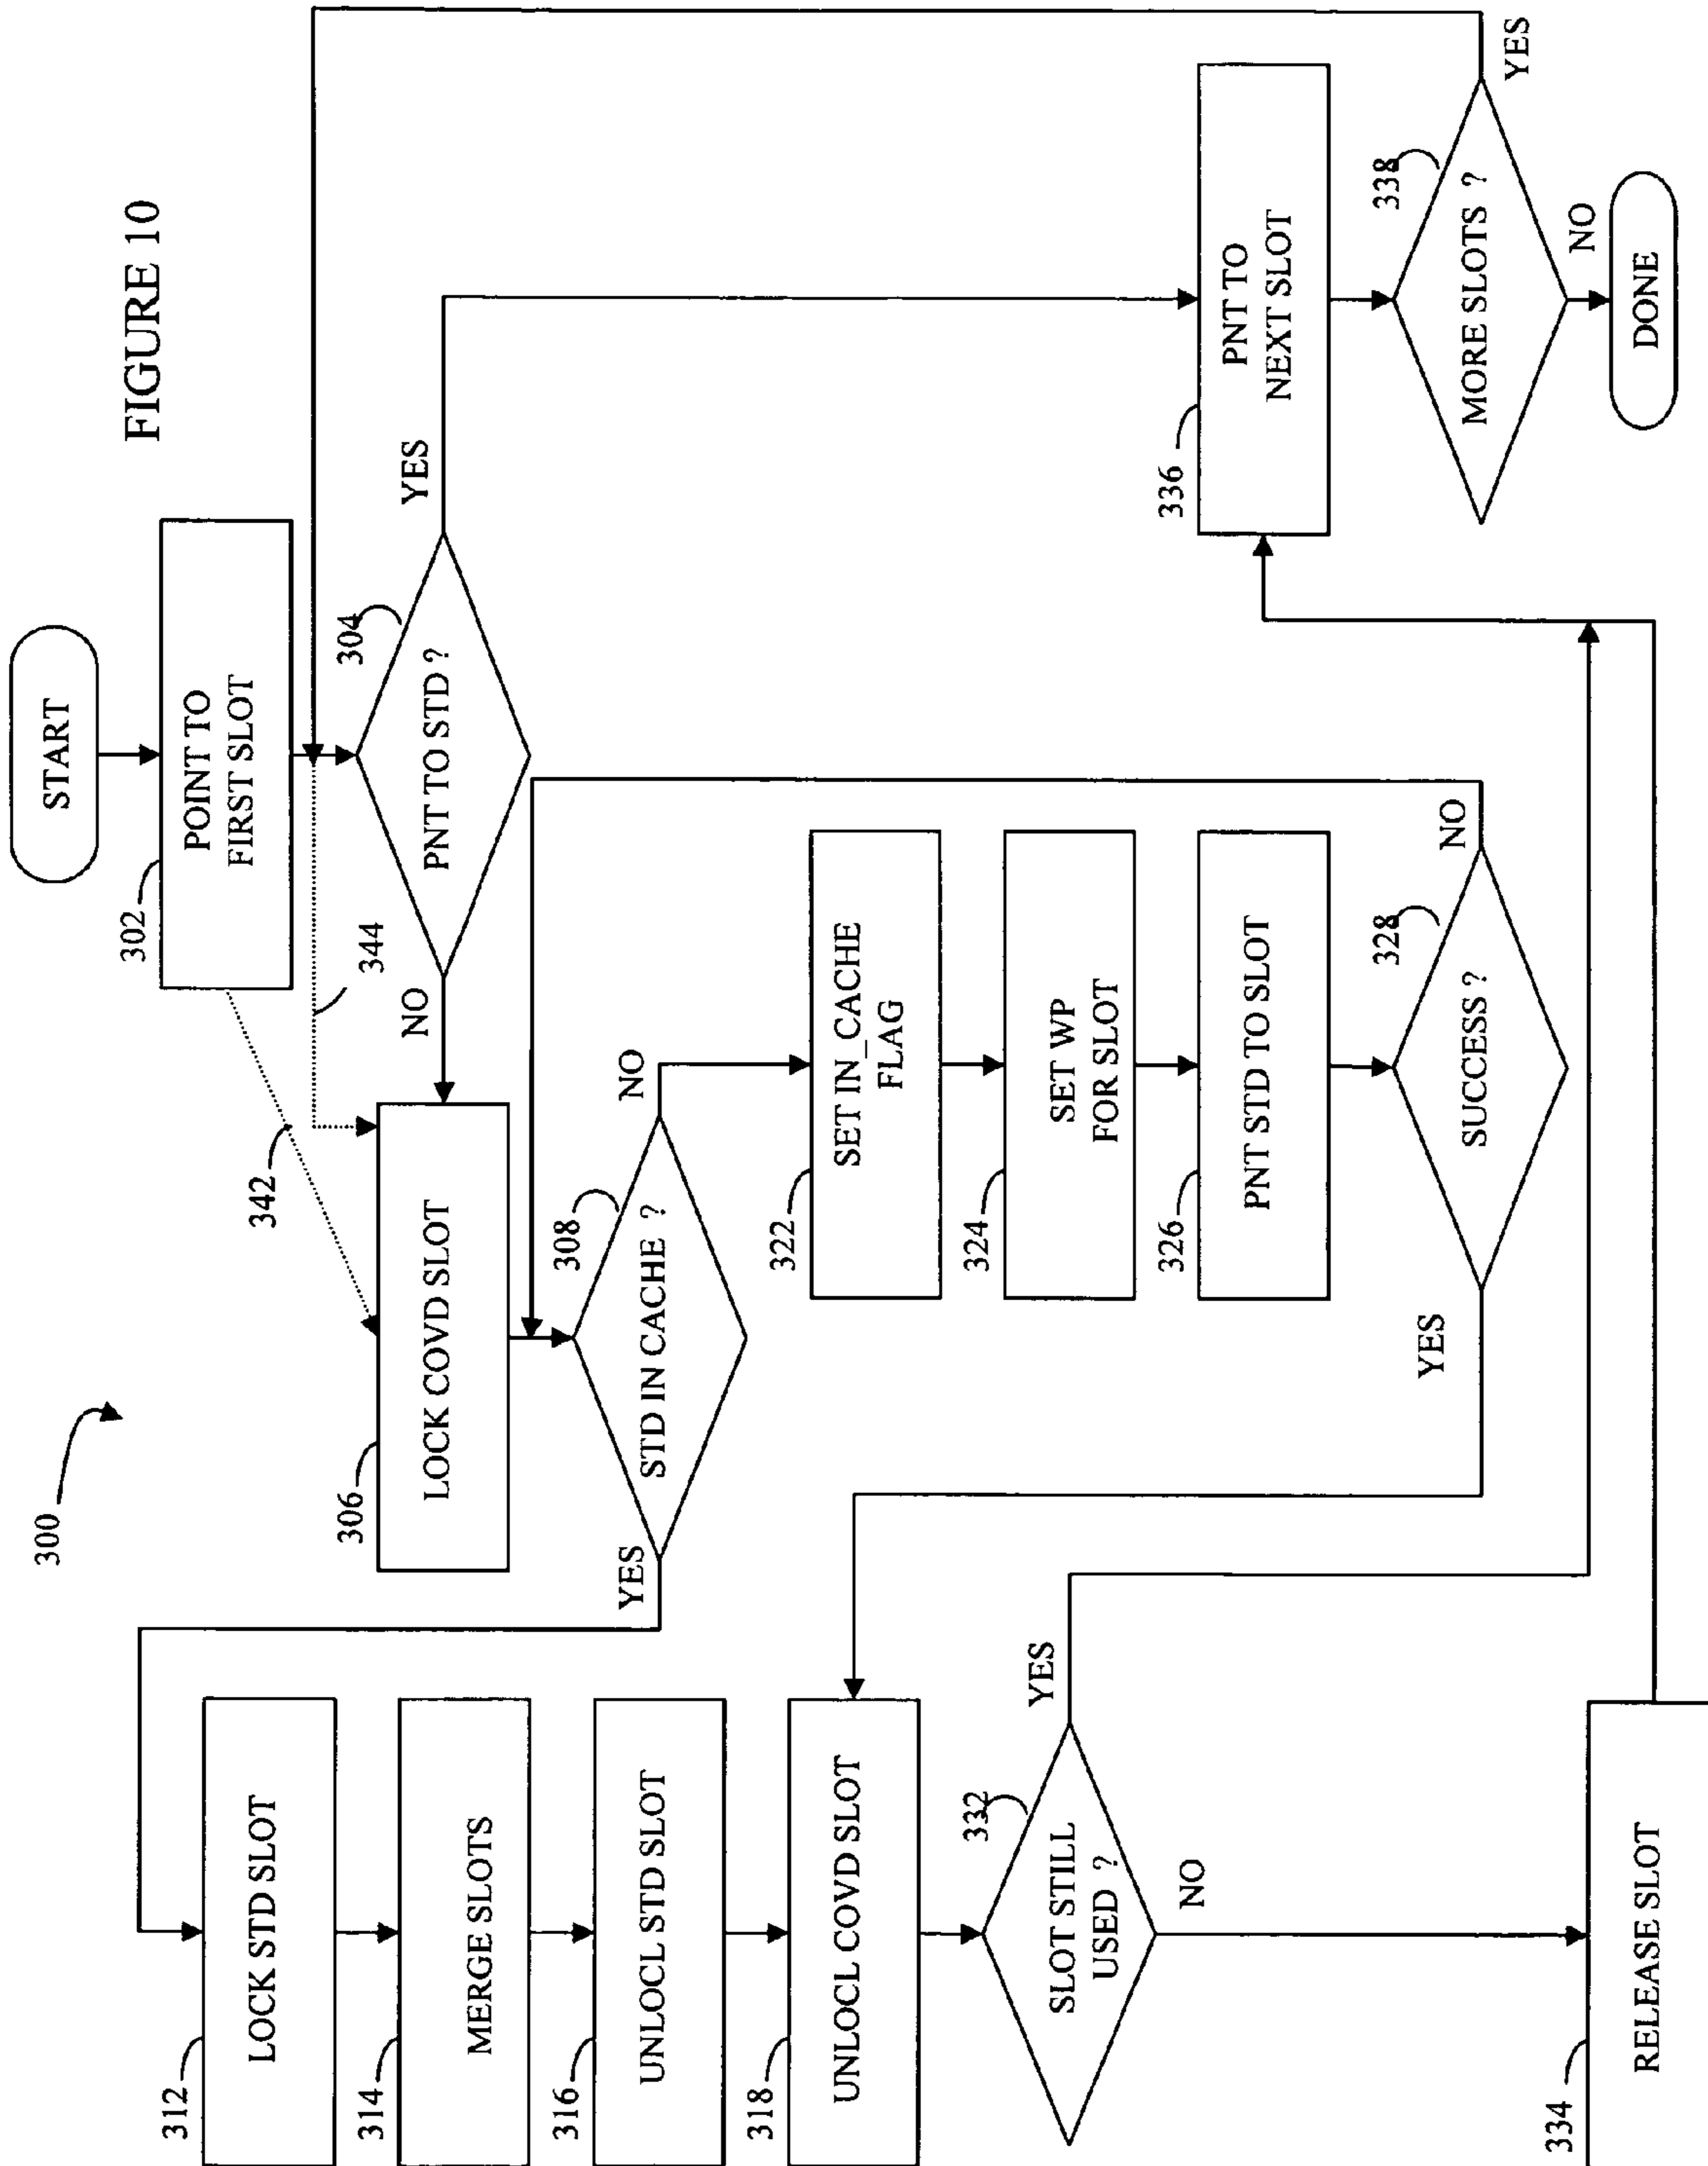 FIGURE 10
300
START
302
POINT TO
FIRST SLOT
342
344
304
PNT TO STD ?
YES
NO
306
LOCK COVD SLOT
308
STD IN CACHE ?
YES
NO
312
LOCK STD SLOT
314
MERGE SLOTS
316
UNLOCL STD SLOT
318
UNLOCL COVD SLOT
322
SET IN_CACHE
FLAG
324
SET WP
FOR SLOT
326
PNT STD TO SLOT
328
SUCCESS ?
YES
NO
332
SLOT STILL
USED ?
YES
NO
334
RELEASE SLOT
336
PNT TO
NEXT SLOT
338
MORE SLOTS ?
YES
NO
DONE